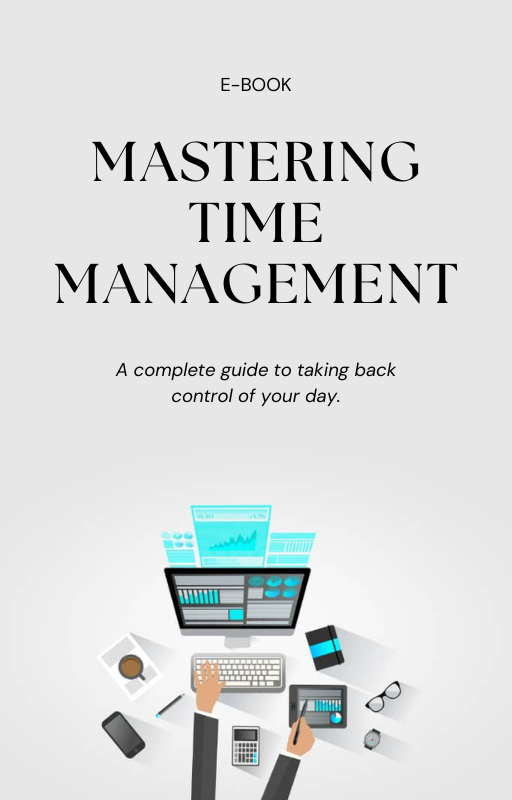 E-BOOK
MASTERING
TIME
MANAGEMENT
A complete guide to taking back
control of your day.